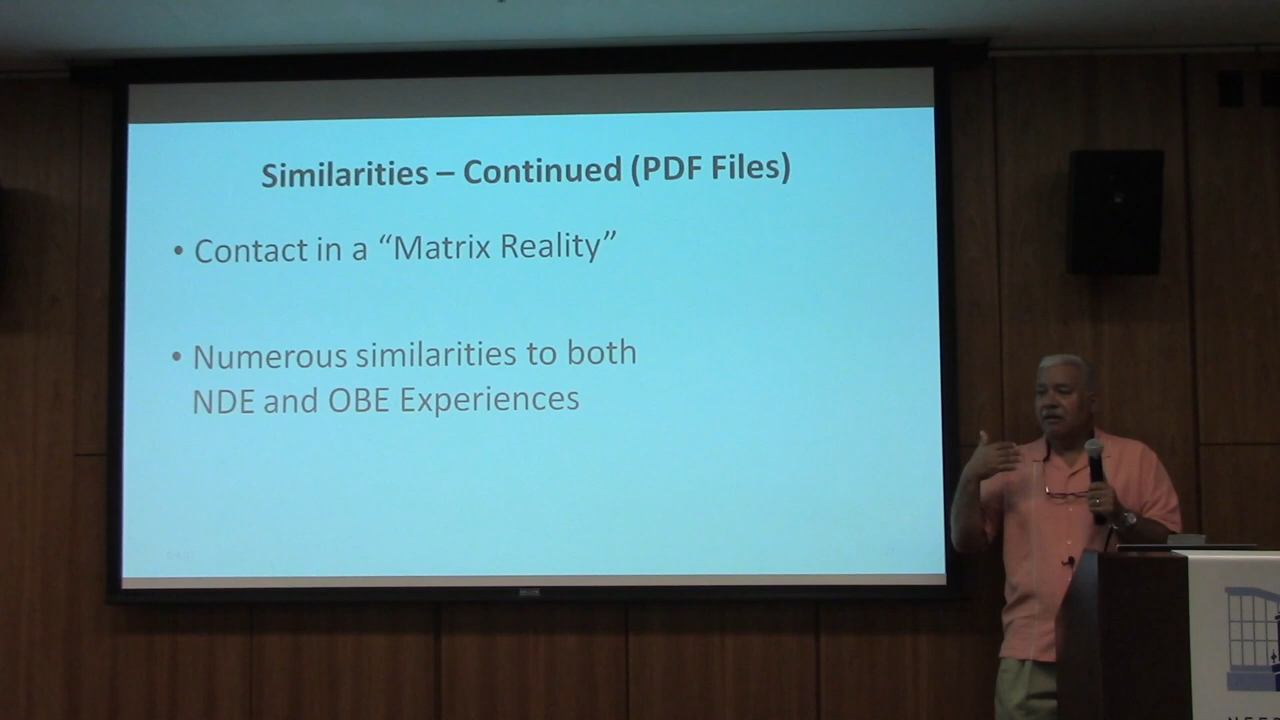 Similarities – Continued (PDF Files)
• Contact in a “Matrix Reality”
• Numerous similarities to both
NDE and OBE Experiences